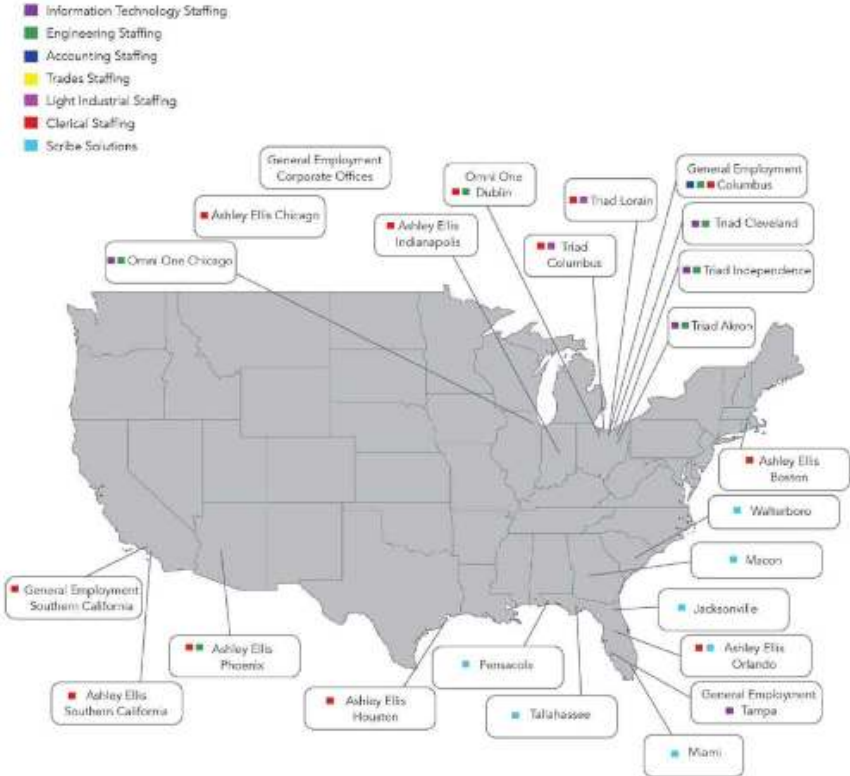 Information Technology Staffing
Engineering Staffing
Accounting Staffing
Trades Staffing
Light Industrial Staffing
Clerical Staffing
Scribe Solutions
General Employment
Corporate Offices
Omni One
Dublin
General Employment
Columbus
Ashley Ellis Chicago
Triad Lorain
Ashley Ellis
Indianapolis
Triad Cleveland
Triad
Columbus
Omni One Chicago
Triad Independence
Triad Akron
Ashley Ellis
Boston
Walterboro
Macon
General Employment
Southern California
Jacksonville
Ashley Ellis
Phoenix
Pensacola
Ashley Ellis
Orlando
Ashley Ellis
Southern California
Ashley Ellis
Houston
Tallahassee
General Employment
Tampa
Miami